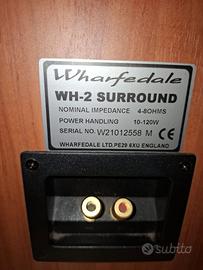 Wharfedale
WH-2 SURROUND
NOMINAL IMPEDANCE 4-8OHMS
POWER HANDLING 10-120W
SERIAL NO. W21012558 M
WHARFEDALE LTD.PE29 6XU ENGLAND
subito